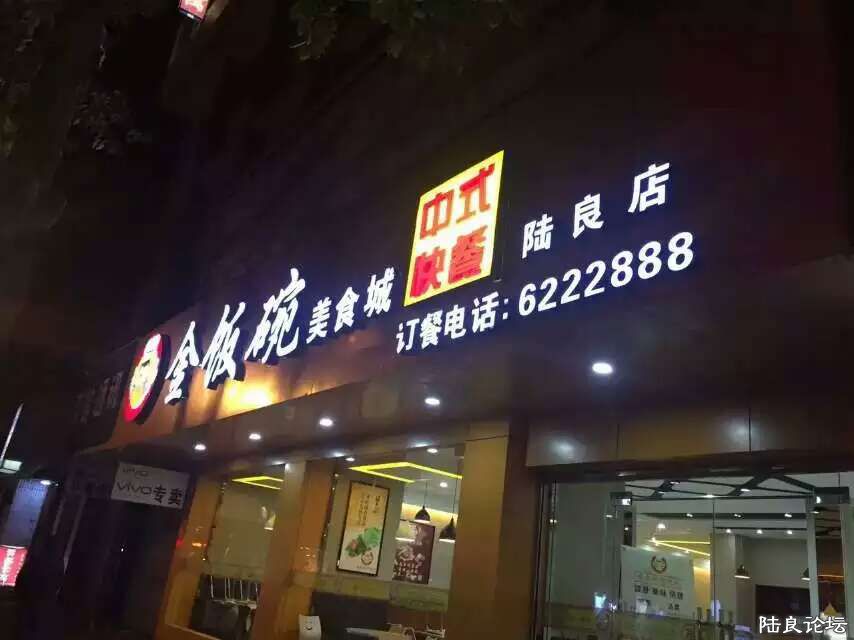 金饭碗 美食城 中式快餐 陆良店
订餐电话:6222888
vivo
vivo专卖
陆良论坛